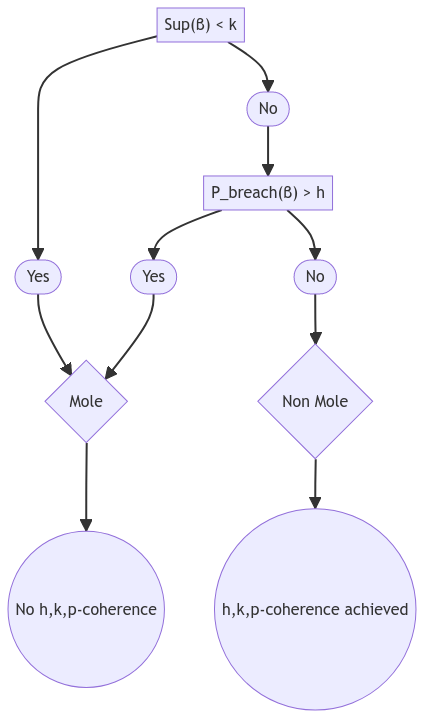 Sup(ß) < k
No
P_breach(ß) > h
Yes
Yes
No
Mole
Non Mole
No h,k,p-coherence
h,k,p-coherence achieved